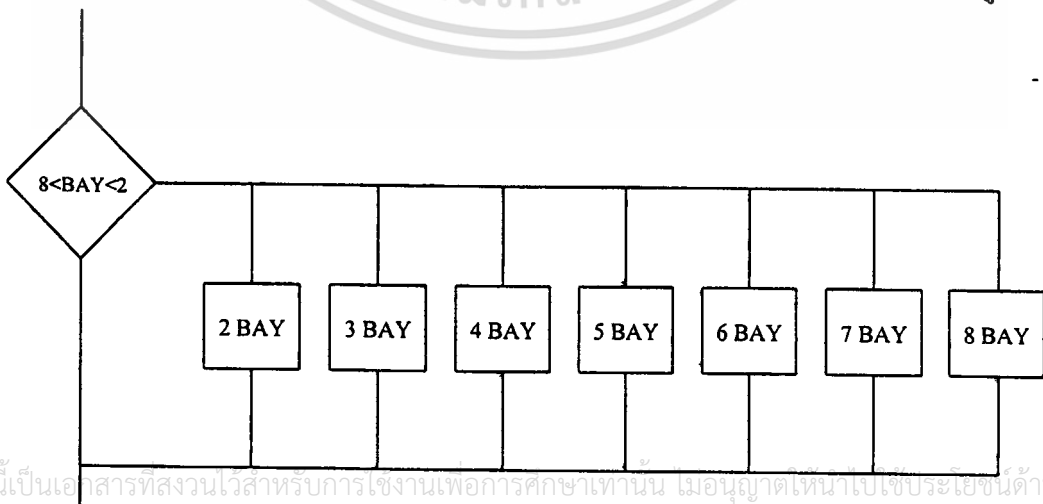 8<BAY<2
2 BAY
3 BAY
4 BAY
5 BAY
6 BAY
7 BAY
8 BAY
นี้เป็นเอกสารที่สงวนไว้สำหรับการใช้งานเพื่อการศึกษาเท่านั้น ไม่อนุญาตให้นำไปใช้ประโยชน์ด้า